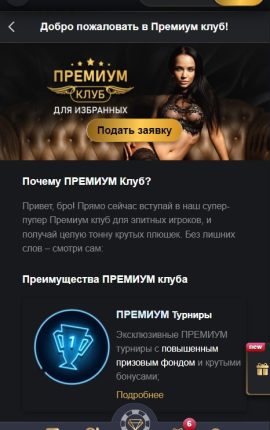 Добро пожаловать в Премиум клуб!
ПРЕМИУМ
КЛУБ
ДЛЯ ИЗБРАННЫХ
Подать заявку
Почему ПРЕМИУМ Клуб?
Привет, бро! Прямо сейчас вступай в наш супер-
пупер Премиум клуб для элитных игроков, и
получай целую тонну крутых плюшек. Без лишних
слов – смотри сам:
Преимущества ПРЕМИУМ клуба
1
ПРЕМИУМ Турниры
Эксклюзивные ПРЕМИУМ
турниры с повышенным
призовым фондом и крутыми
бонусами;
Подробнее
new
6